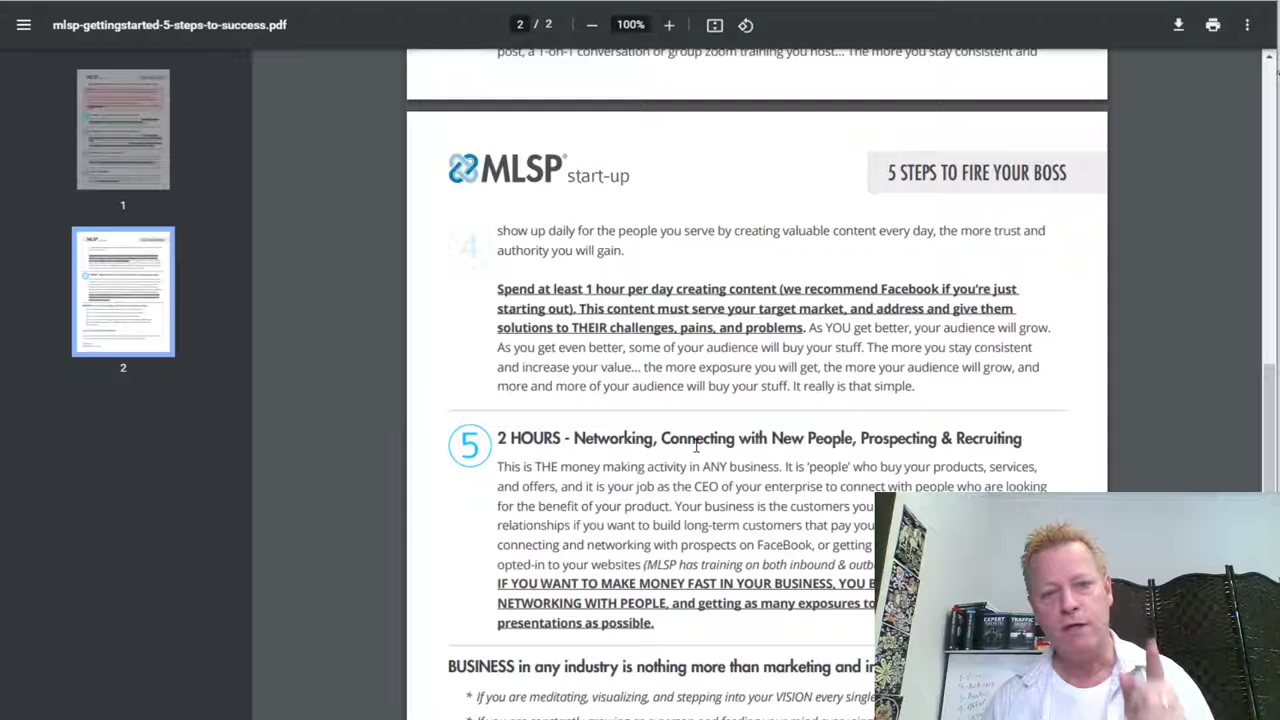 mlsp-gettingstarted-5-steps-to-success.pdf
2 / 2
100%
1
2
post, a 1-on-1 conversation or group zoom training you host... The more you stay consistent and
MLSP® start-up
5 STEPS TO FIRE YOUR BOSS
4
show up daily for the people you serve by creating valuable content every day, the more trust and
authority you will gain.
Spend at least 1 hour per day creating content (we recommend Facebook if you're just
starting out). This content must serve your target market, and address and give them
solutions to THEIR challenges, pains, and problems. As YOU get better, your audience will grow.
As you get even better, some of your audience will buy your stuff. The more you stay consistent
and increase your value... the more exposure you will get, the more your audience will grow, and
more and more of your audience will buy your stuff. It really is that simple.
5
2 HOURS - Networking, Connecting with New People, Prospecting & Recruiting
This is THE money making activity in ANY business. It is 'people' who buy your products, services,
and offers, and it is your job as the CEO of your enterprise to connect with people who are looking
for the benefit of your product. Your business is the customers you
relationships if you want to build long-term customers that pay you
connecting and networking with prospects on FaceBook, or getting
opted-in to your websites (MLSP has training on both inbound &
IF YOU WANT TO MAKE MONEY FAST IN YOUR BUSINESS, YOU
NETWORKING WITH PEOPLE, and getting as many exposures to
presentations as possible.
BUSINESS in any industry is nothing more than marketing and
* If you are meditating, visualizing, and stepping into your VISION every
* If you are constantly growing as a person and feeding your mind
EXPERT
TRAFFIC